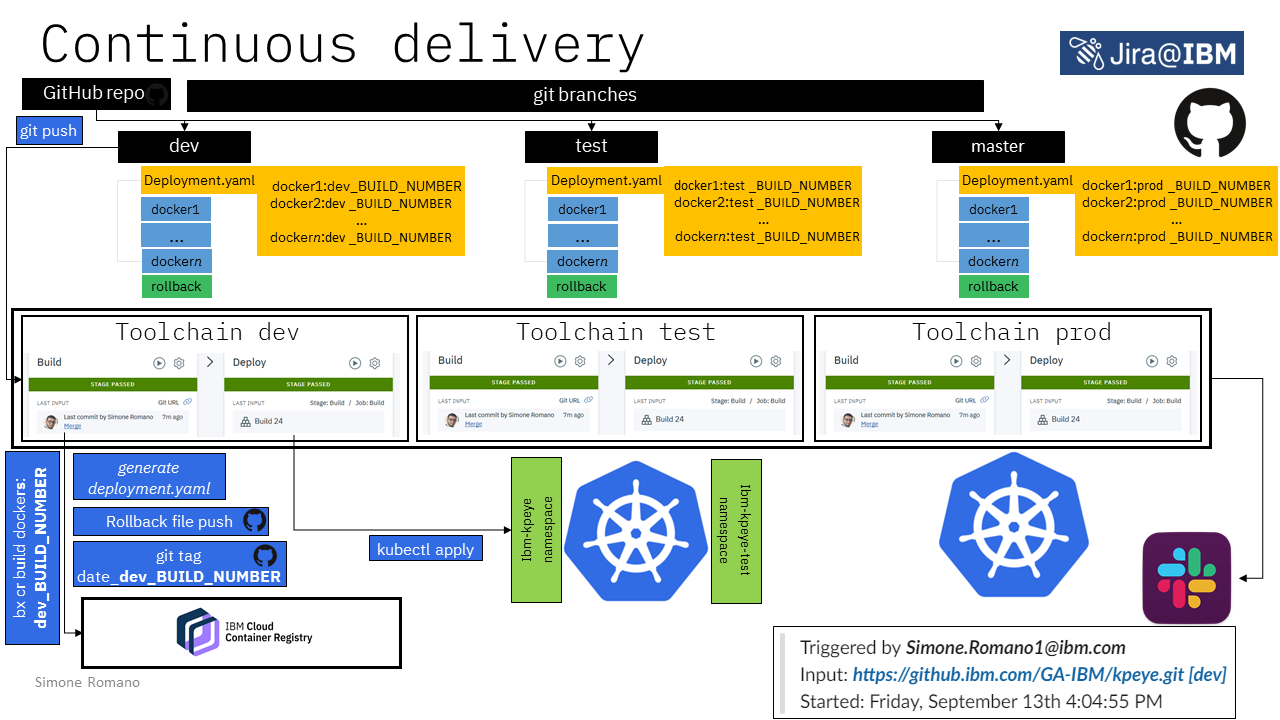 Continuous delivery
Jira@IBM
GitHub repo
git branches
git push
dev
test
master
Deployment.yaml
docker1
...
dockern
rollback
docker1:dev_BUILD_NUMBER
docker2:dev _BUILD_NUMBER
...
dockern:dev _BUILD_NUMBER
Deployment.yaml
docker1
...
dockern
rollback
docker1:test _BUILD_NUMBER
docker2:test _BUILD_NUMBER
...
dockern:test _BUILD_NUMBER
Deployment.yaml
docker1
...
dockern
rollback
docker1:prod _BUILD_NUMBER
docker2:prod _BUILD_NUMBER
...
dockern:prod _BUILD_NUMBER
Toolchain dev
Build
STAGE PASSED
LAST INPUT Git URL
Last commit by Simone Romano 7m ago
Merge
Deploy
STAGE PASSED
LAST INPUT Stage: Build / Job: Build
Build 24
Toolchain test
Build
STAGE PASSED
LAST INPUT Git URL
Last commit by Simone Romano 7m ago
Merge
Deploy
STAGE PASSED
LAST INPUT Stage: Build / Job: Build
Build 24
Toolchain prod
Build
STAGE PASSED
LAST INPUT Git URL
Last commit by Simone Romano 7m ago
Merge
Deploy
STAGE PASSED
LAST INPUT Stage: Build / Job: Build
Build 24
bx cr build dockers:
dev_BUILD_NUMBER
generate
deployment.yaml
Rollback file push
git tag
date_dev_BUILD_NUMBER
kubectl apply
Ibm-kpeye
namespace
Ibm-kpeye-test
namespace
IBM Cloud
Container Registry
Triggered by Simone.Romano1@ibm.com
Input: https://github.ibm.com/GA-IBM/kpeye.git [dev]
Started: Friday, September 13th 4:04:55 PM
Simone Romano